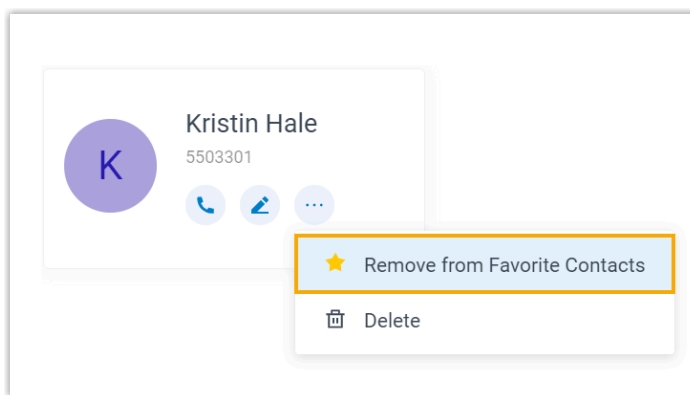 Kristin Hale
K
5503301
Remove from Favorite Contacts
Delete